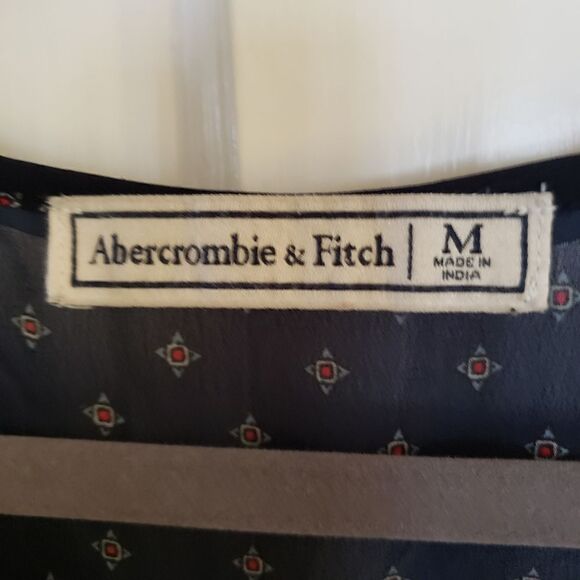 Abercrombie & Fitch
M
MADE IN
INDIA